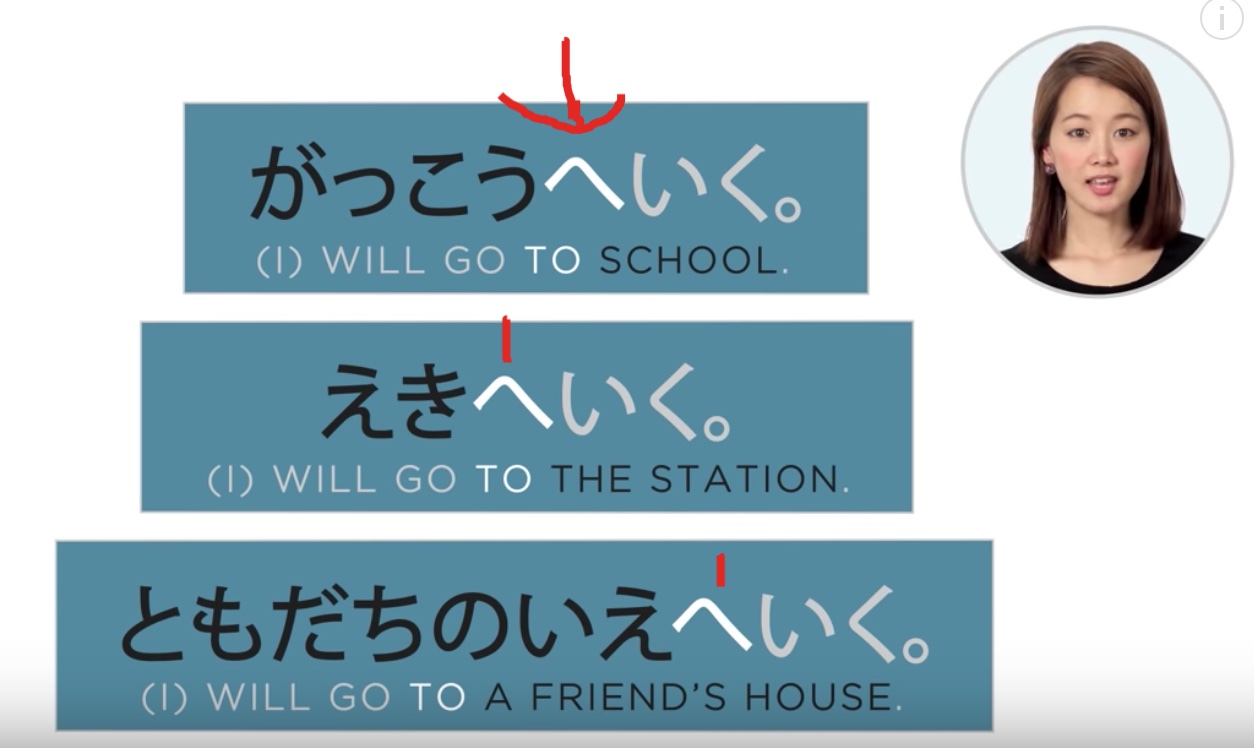 がっこうへいく。
(I) WILL GO TO SCHOOL.
えきへいく。
(I) WILL GO TO THE STATION.
ともだちのいえへいく。
(I) WILL GO TO A FRIEND'S HOUSE.